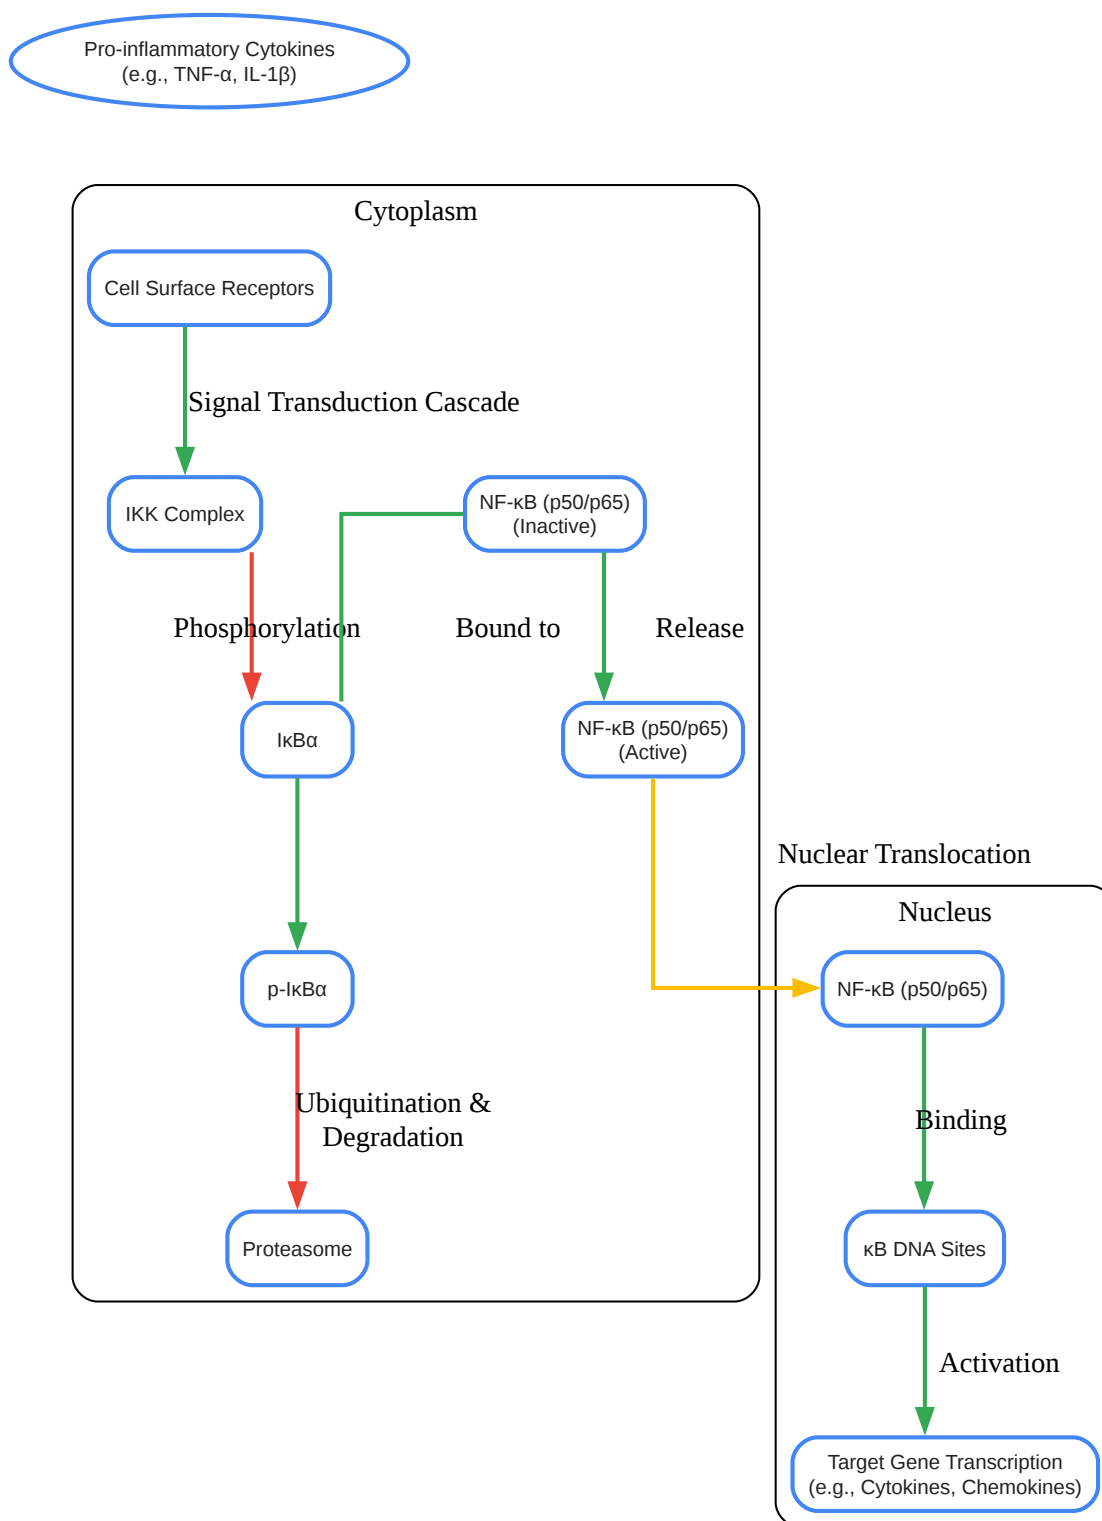 Pro-inflammatory Cytokines
(e.g., TNF-α, IL-1β)
Cytoplasm
Cell Surface Receptors
Signal Transduction Cascade
IKK Complex
NF-κB (p50/p65)
(Inactive)
Phosphorylation
Bound to
Release
IκBα
NF-κB (p50/p65)
(Active)
Nuclear Translocation
Nucleus
p-IκBα
NF-κB (p50/p65)
Ubiquitination &
Degradation
Binding
Proteasome
κB DNA Sites
Activation
Target Gene Transcription
(e.g., Cytokines, Chemokines)